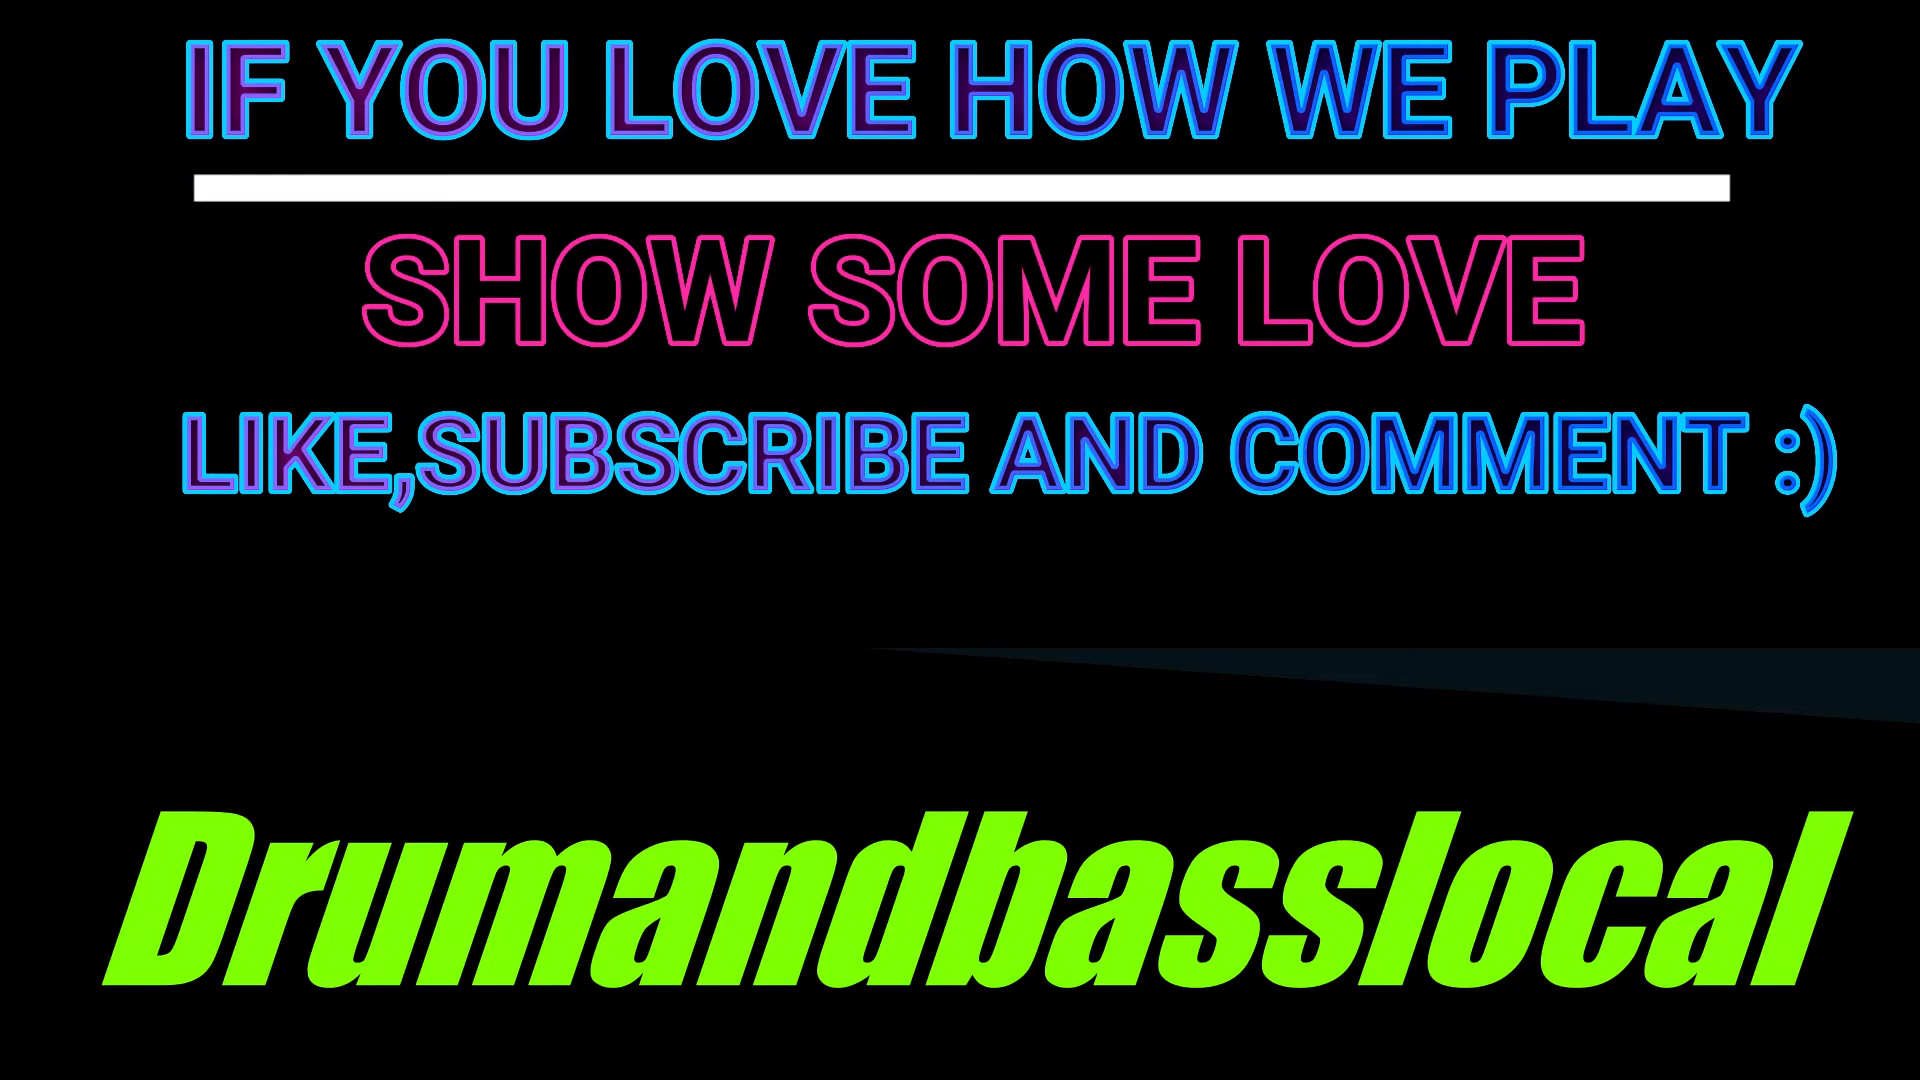 IF YOU LOVE HOW WE PLAY
SHOW SOME LOVE
LIKE,SUBSCRIBE AND COMMENT :)
Drumandbasslocal